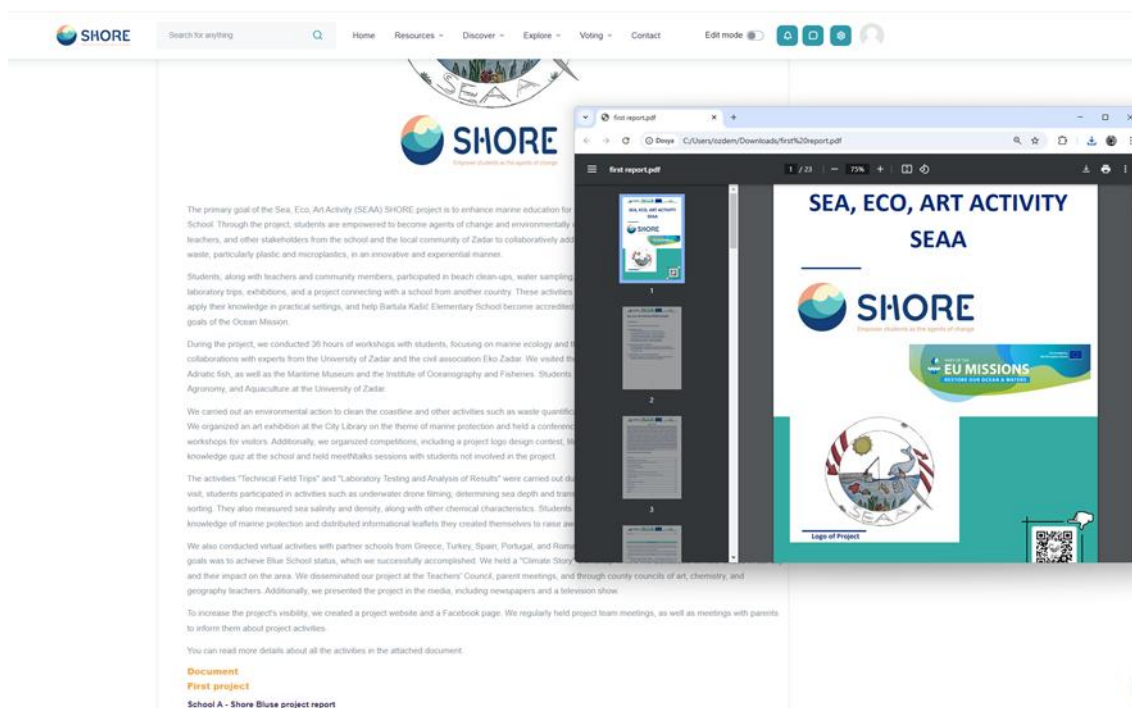 SHORE
Search for anything
Home
Resources
Discover
Explore
Voting
Contact
Edit mode
SEAA
SHORE
Empower students as the agents of change
The primary goal of the Sea, Eco, Art Activity (SEAA) SHORE project is to enhance marine education for
School. Through the project, students are empowered to become agents of change and environmentally
teachers, and other stakeholders from the school and the local community of Zadar to collaboratively add
waste, particularly plastic and microplastics, in an innovative and experiential manner.
Students, along with teachers and community members, participated in beach clean-ups, water sampling,
laboratory trips, exhibitions, and a project connecting with a school from another country. These activities
apply their knowledge in practical settings, and help Bartula Kašić Elementary School become accredited
goals of the Ocean Mission.
During the project, we conducted 36 hours of workshops with students, focusing on marine ecology and t
collaborations with experts from the University of Zadar and the civil association Eko Zadar. We visited th
Adriatic fish, as well as the Maritime Museum and the Institute of Oceanography and Fisheries. Students
Agronomy, and Aquaculture at the University of Zadar.
We carried out an environmental action to clean the coastline and other activities such as waste quantific
We organized an art exhibition at the City Library on the theme of marine protection and held a conferenc
workshops for visitors. Additionally, we organized competitions, including a project logo design contest,
knowledge quiz at the school and held meetNtalks sessions with students not involved in the project
The activities "Technical Field Trips" and "Laboratory Testing and Analysis of Results" were carried out du
visit, students participated in activities such as underwater drone filming, determining sea depth and trans
sorting. They also measured sea salinity and density, along with other chemical characteristics. Students
knowledge of marine protection and distributed informational leaflets they created themselves to raise aw
We also conducted virtual activities with partner schools from Greece, Turkey, Spain, Portugal, and Roma
goals was to achieve Blue School status, which we successfully accomplished. We held a "Climate Story"
and their impact on the area. We disseminated our project at the Teachers' Council, parent meetings, and through county councils of art, chemistry, and
geography teachers. Additionally, we presented the project in the media, including newspapers and a television show.
To increase the project's visibility, we created a project website and a Facebook page. We regularly held project team meetings, as well as meetings with parents
to inform them about project activities.
You can read more details about all the activities in the attached document.
Document
First project
School A - Shore Bluse project report
first report.pdf
Dosya
C:/Users/ozdem/Downloads/first%20report.pdf
first report.pdf
1 / 23
75%
SEA, ECO, ART ACTIVITY
SEAA
SHORE
1
2
3
SEA, ECO, ART ACTIVITY
SEAA
SHORE
Empower students as the agents of change
PART OF THE
EU MISSIONS
RESTORE OUR OCEAN & WATERS
SEAA
Logo of Project